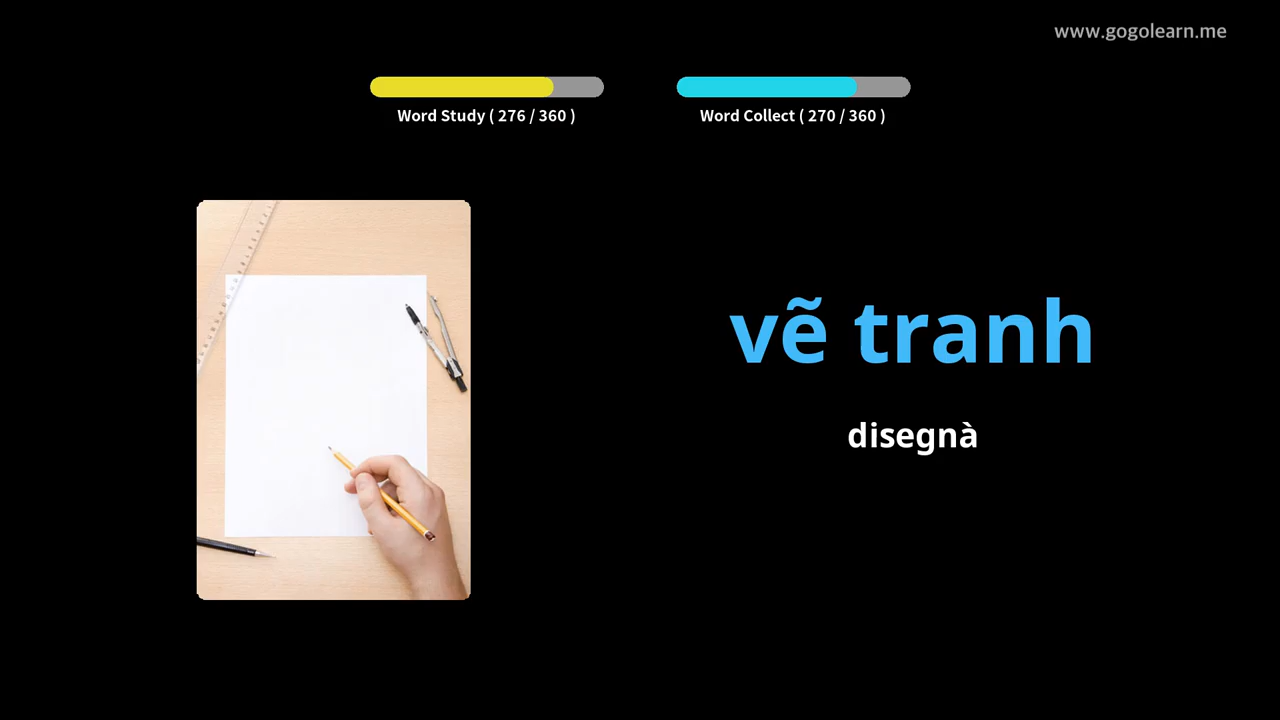 www.gogolearn.me
Word Study ( 276 / 360 )
Word Collect ( 270 / 360 )
vẽ tranh
disegnà